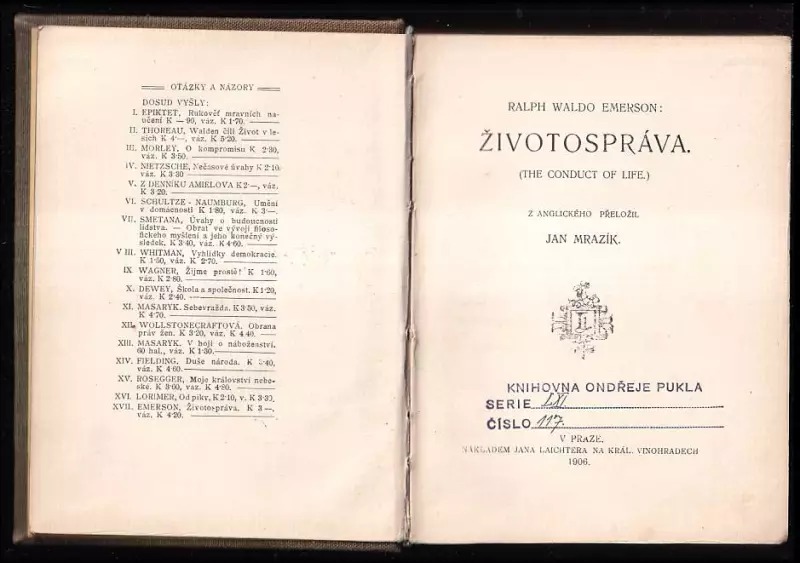 OTÁZKY A NÁZORY
DOSUD VYŠLY:
I. EPIKTET, Rukověť mravních na-
učení K —90, váz. K 1·70.
II. THOREAU, Walden čili Život v le-
sích K 4·—, váz. K 5·20.
III. MORLEY, O kompromisu K 2·80,
váz. K 3·50.
IV. NIETZSCHE, Nečasové úvahy K 2·10,
váz. K 3·30
V. Z DENNIKU AMIELOVA K 2·—, váz.
K 3·20.
VI. SCHULTZE - NAUMBURG, Umění
v domácnosti K 1·80, váz. K 3·—.
VII. SMETANA, Úvahy o budoucnosti
lidstva. — Obrat ve vývoji filoso-
fického myšlení a jeho konečný vý-
sledek, K 3·40, váz. K 4·60.
VIII. WHITMAN, Vyhlídky demokracie.
K 1·50, váz. K 2·70.
IX. WAGNER, Žijme prostě! K 1·60,
váz. K 2·80.
X. DEWEY, Škola a společnost. K 1·20,
váz. K 2·40.
XI. MASARYK. Sebevražda. K 3·50, váz.
K 4·70.
XII. WOLLSTONECRAFTOVÁ. Obrana
práv žen. K 3·20, váz. K 4·40.
XIII. MASARYK. V boji o náboženství.
60 hal., váz. K 1·30.
XIV. FIELDING. Duše národa. K 3·40,
váz. K 4·60.
XV. ROSEGGER, Moje království nebe-
ské. K 3·60, váz. K 4·80.
XVI. LORIMER, Od piky, K 2·10, v. K 3·30.
XVII. EMERSON, Životospráva. K 3—,
váz. K 4.20.
RALPH WALDO EMERSON:
ŽIVOTOSPRÁVA.
(THE CONDUCT OF LIFE.)
Z ANGLICKÉHO PŘELOŽIL
JAN MRAZÍK.
KNIHOVNA ONDŘEJE PUKLA
SERIE LXI
ČÍSLO 117.
V PRAZE.
NÁKLADEM JANA LAICHTERA NA KRÁL. VINOHRADECH
1906.